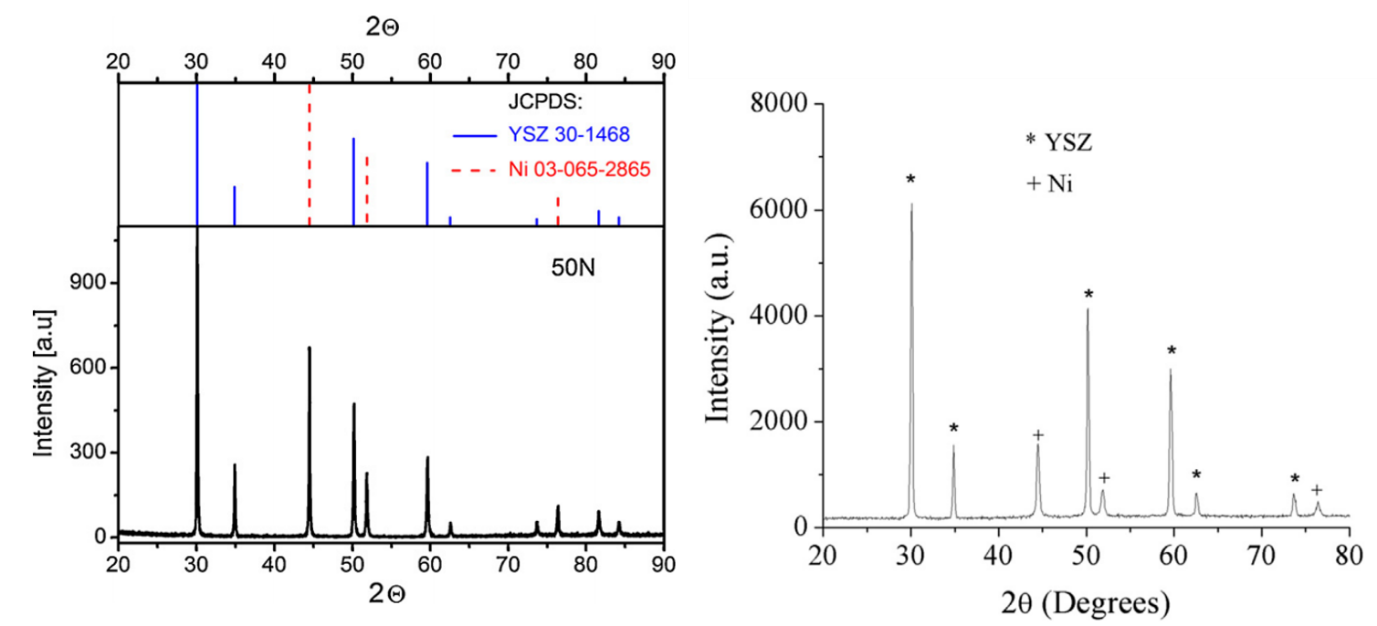 2Θ
20 30 40 50 60 70 80 90
JCPDS:
YSZ 30-1468
Ni 03-065-2865
50N
900
600
300
0
Intensity [a.u]
20 30 40 50 60 70 80 90
2Θ
8000
6000
4000
2000
0
Intensity (a.u.)
* YSZ
+ Ni
*
*
+
*
+
*
*
*
+
20 30 40 50 60 70 80
2θ (Degrees)